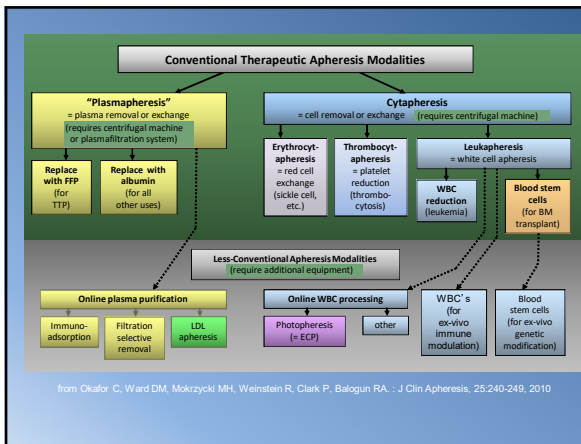 Conventional Therapeutic Apheresis Modalities
"Plasmapheresis"
= plasma removal or exchange
(requires centrifugal machine
or plasmafiltration system)
Replace
with FFP
(for
TTP)
Replace
with
albumin
(for all
other uses)
Cytapheresis
= cell removal or exchange (requires centrifugal machine)
Erythrocyt-
apheresis
= red cell
exchange
(sickle cell,
etc.)
Thrombocyt-
apheresis
= platelet
reduction
(thrombo-
cytosis)
Leukapheresis
= white cell apheresis
WBC
reduction
(leukemia)
Blood stem
cells
(for BM
transplant)
Less-Conventional Apheresis Modalities
(require additional equipment)
Online plasma purification
Immuno-
adsorption
Filtration
selective
removal
LDL
apheresis
Online WBC processing
Photopheresis
(= ECP)
other
WBC's
(for
ex-vivo
immune
modulation)
Blood
stem cells
(for ex-vivo
genetic
modification)
from Okafor C, Ward DM, Mokrzycki MH, Weinstein R, Clark P, Balogun RA. : J Clin Apheresis, 25:240-249, 2010